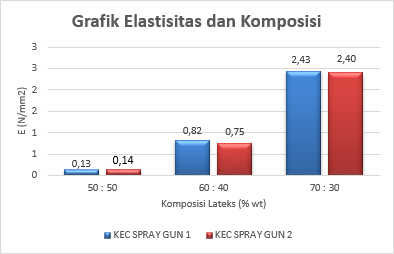 Grafik Elastisitas dan Komposisi
E (N/mm2)
3
3
2
2
1
1
0
0,13
0,14
0,82
0,75
2,43
2,40
50 : 50
60 : 40
70 : 30
Komposisi Lateks (% wt)
KEC SPRAY GUN 1
KEC SPRAY GUN 2